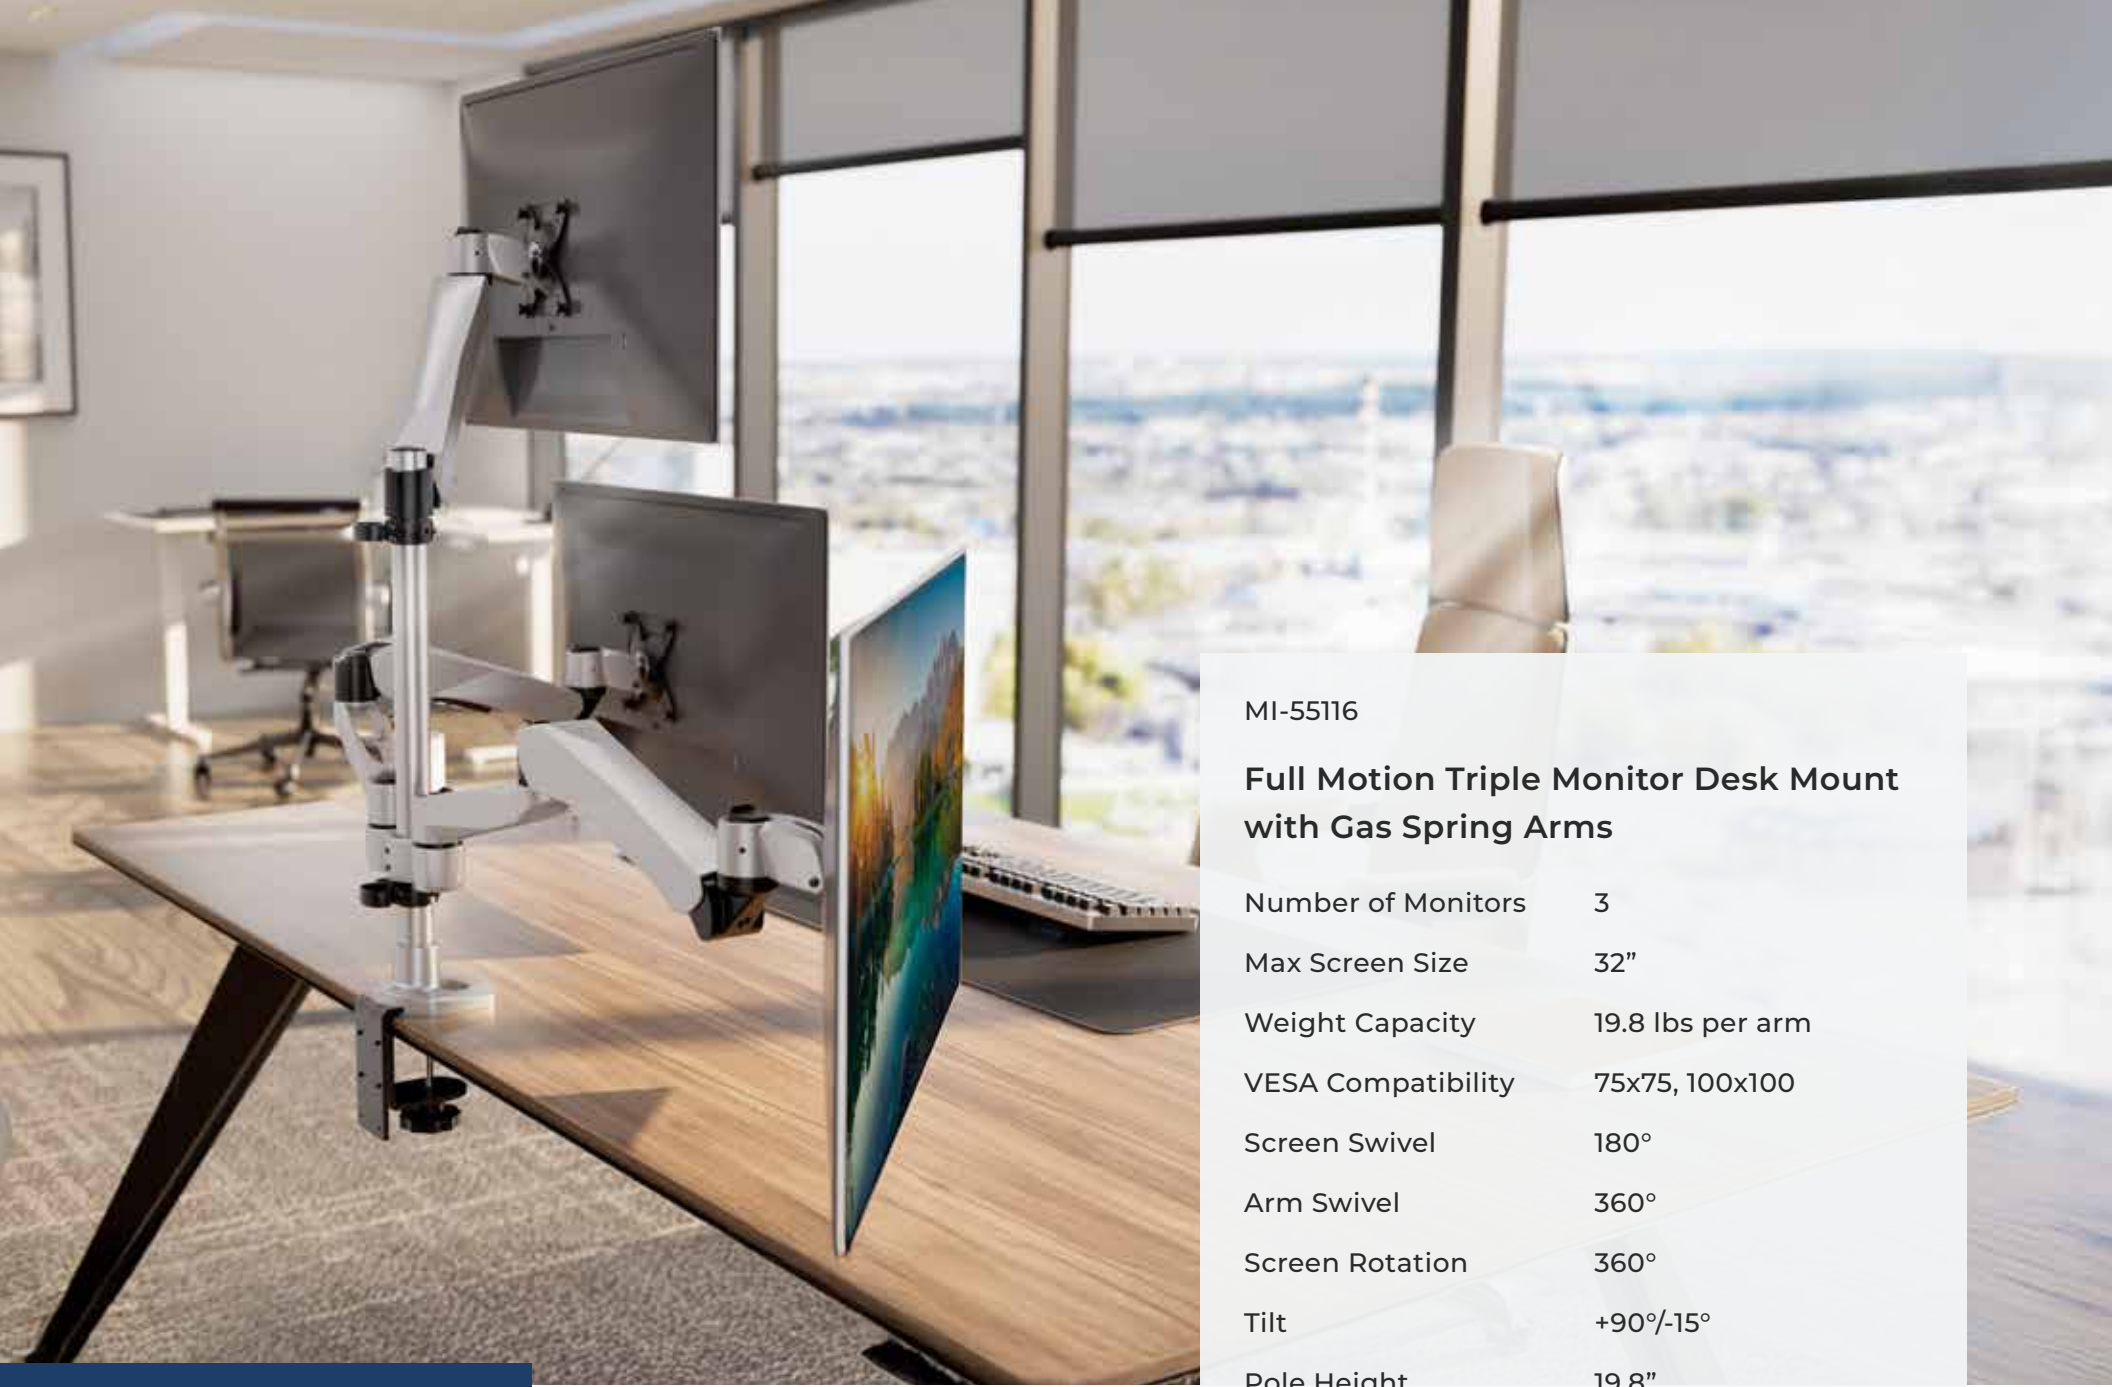 MI-55116
Full Motion Triple Monitor Desk Mount
with Gas Spring Arms
Number of Monitors 3
Max Screen Size 32”
Weight Capacity 19.8 lbs per arm
VESA Compatibility 75x75, 100x100
Screen Swivel 180°
Arm Swivel 360°
Screen Rotation 360°
Tilt +90°/-15°
Pole Height 19.8”